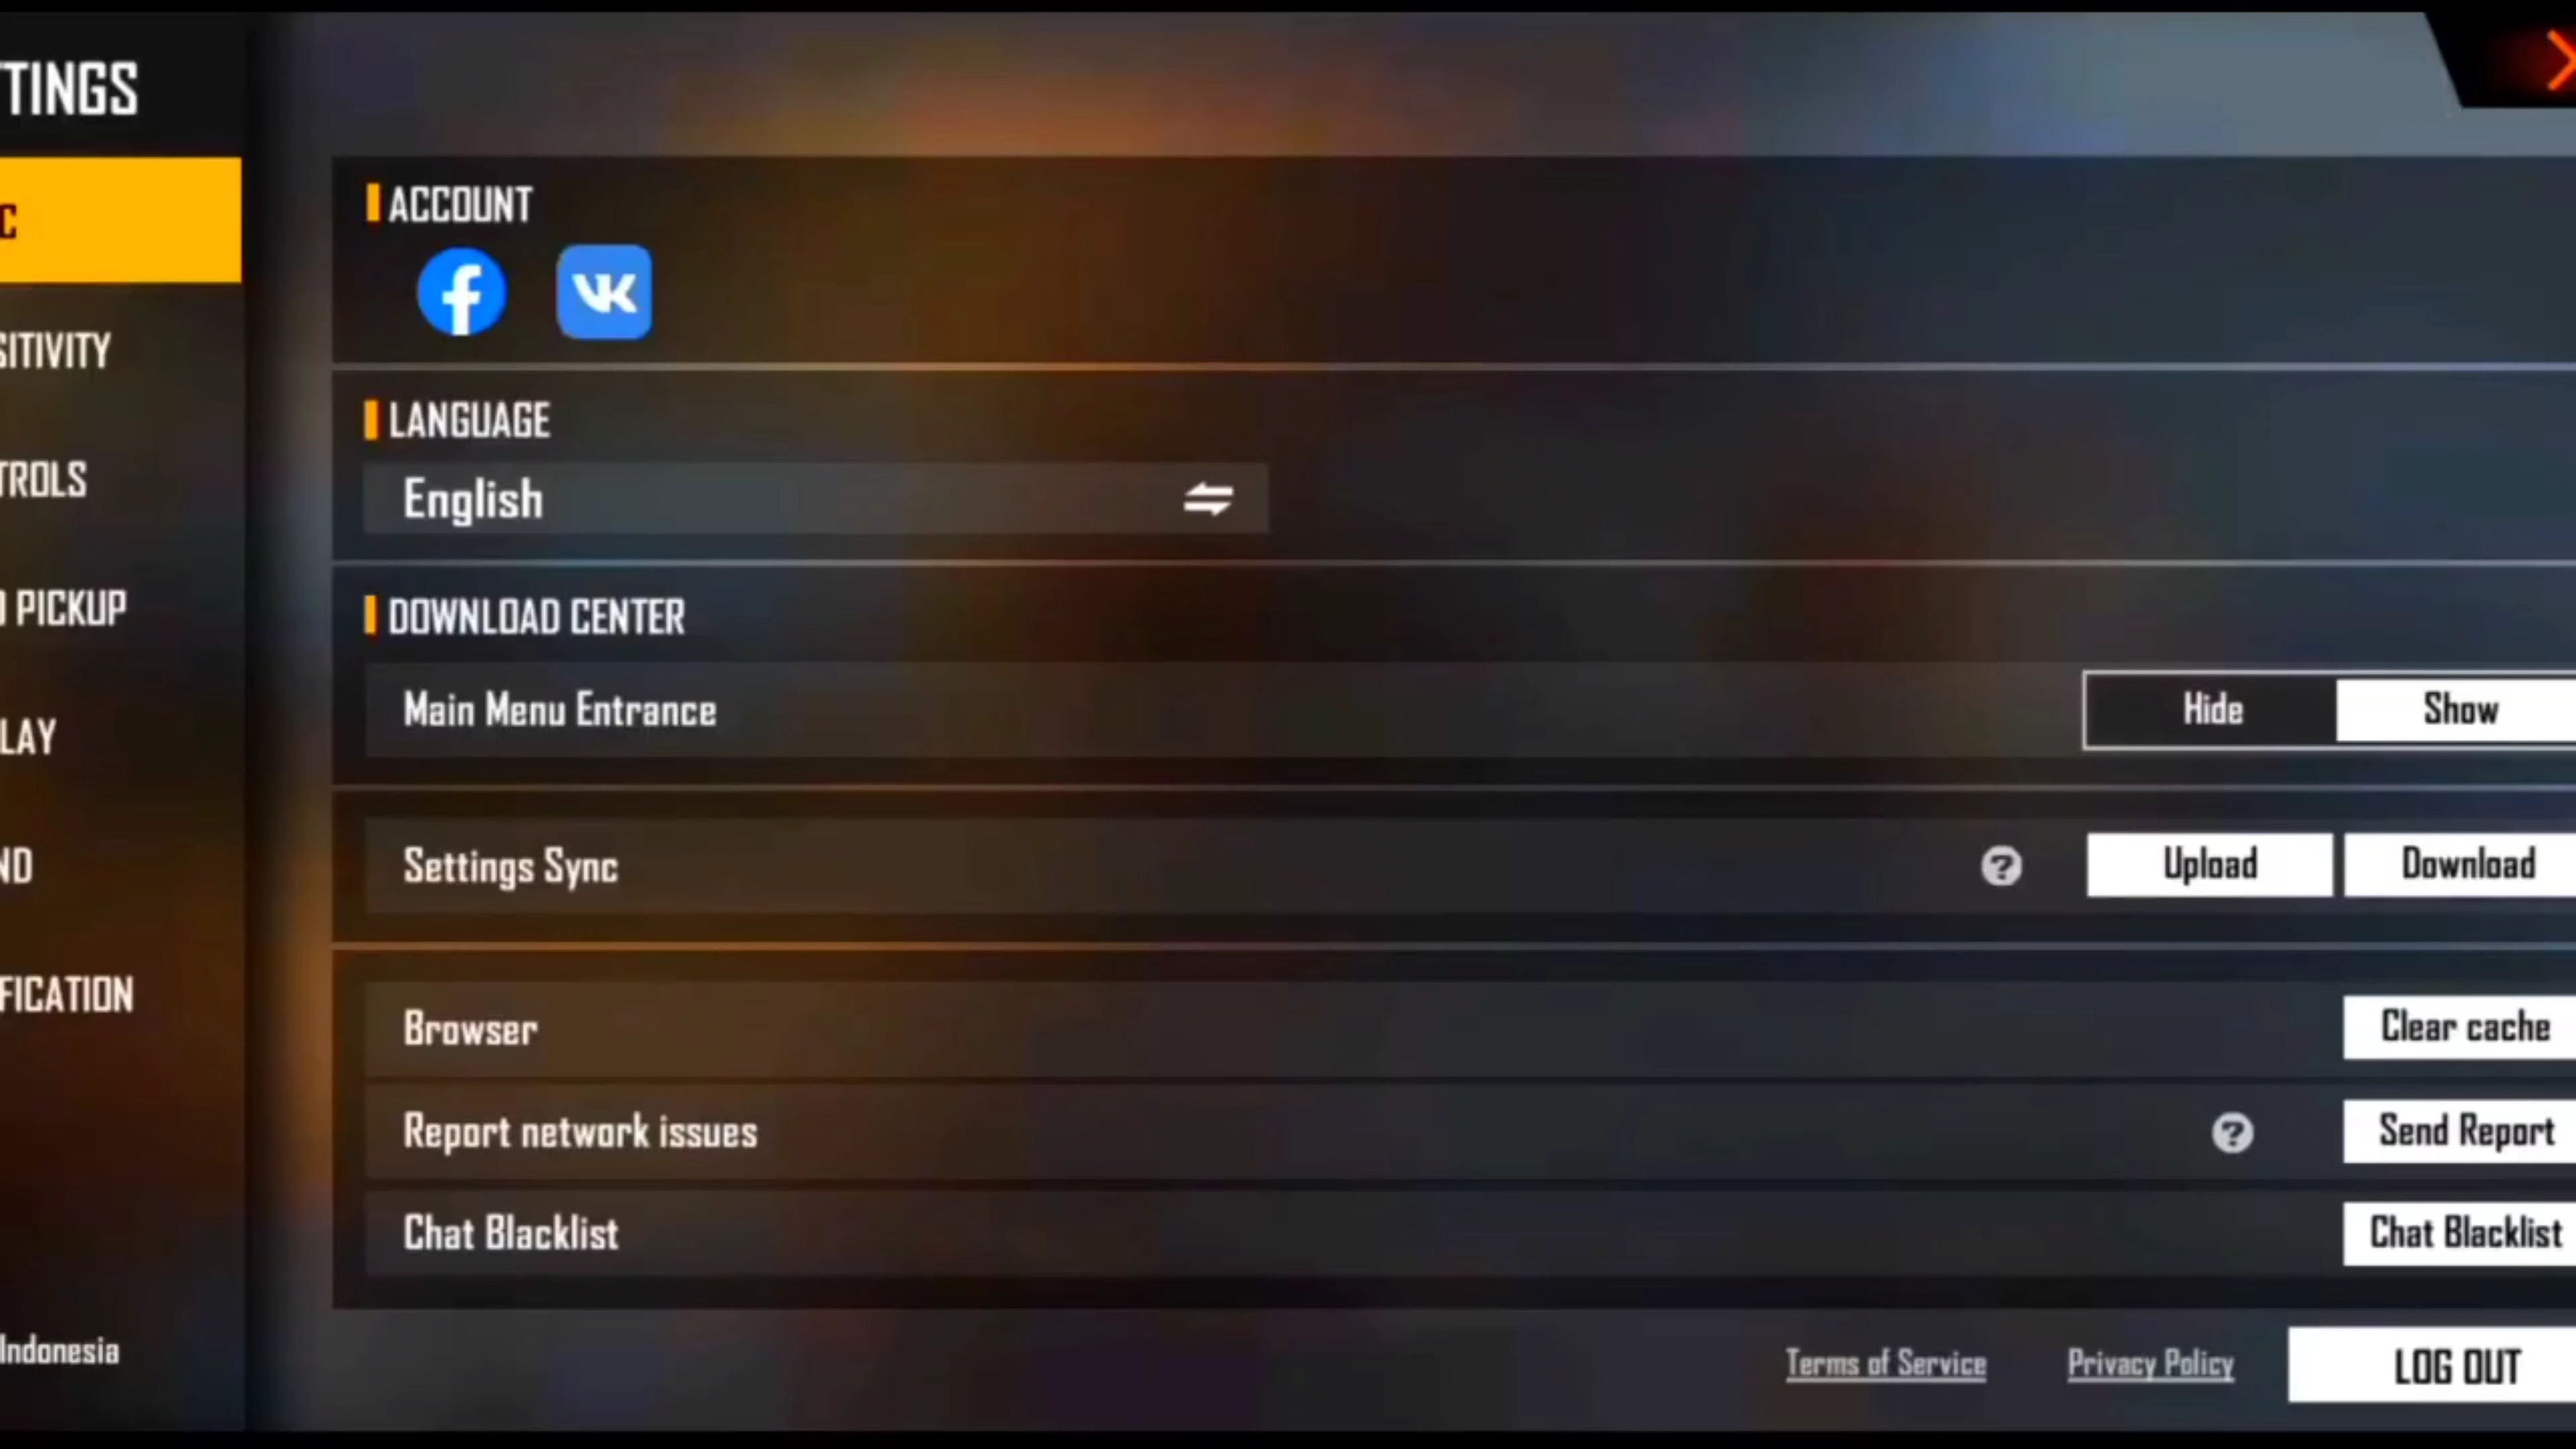 TTINGS
C
SITIVITY
TROLS
O PICKUP
LAY
ND
FICATION
Indonesia
ACCOUNT
f VK
LANGUAGE
English
DOWNLOAD CENTER
Main Menu Entrance Hide Show
Settings Sync ? Upload Download
Browser Clear cache
Report network issues ? Send Report
Chat Blacklist Chat Blacklist
Terms of Service Privacy Policy LOG OUT